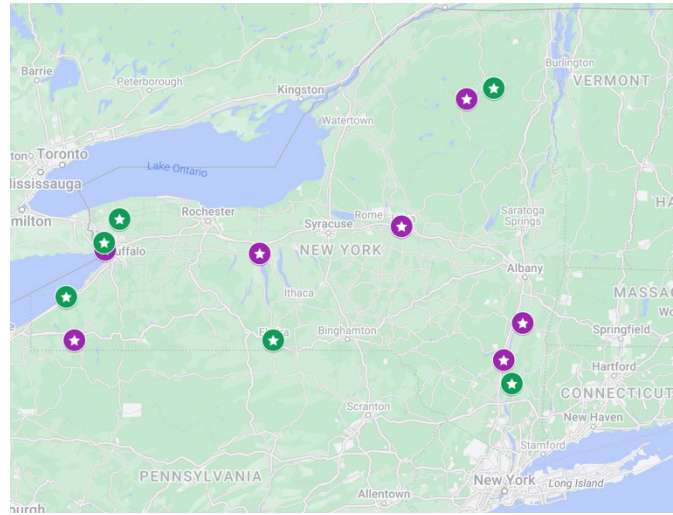 Barrie
Peterborough
Kingston
Burlington
VERMONT
Watertown
Toronto
Lake Ontario
Mississauga
Rochester
Syracuse
Rome
NEW YORK
Saratoga
Springs
Buffalo
Albany
Ithaca
MASSAC
Elmira
Binghamton
Springfield
Hartford
CONNECTICUT
Scranton
New Haven
Stamford
PENNSYLVANIA
New York
Long Island
Allentown